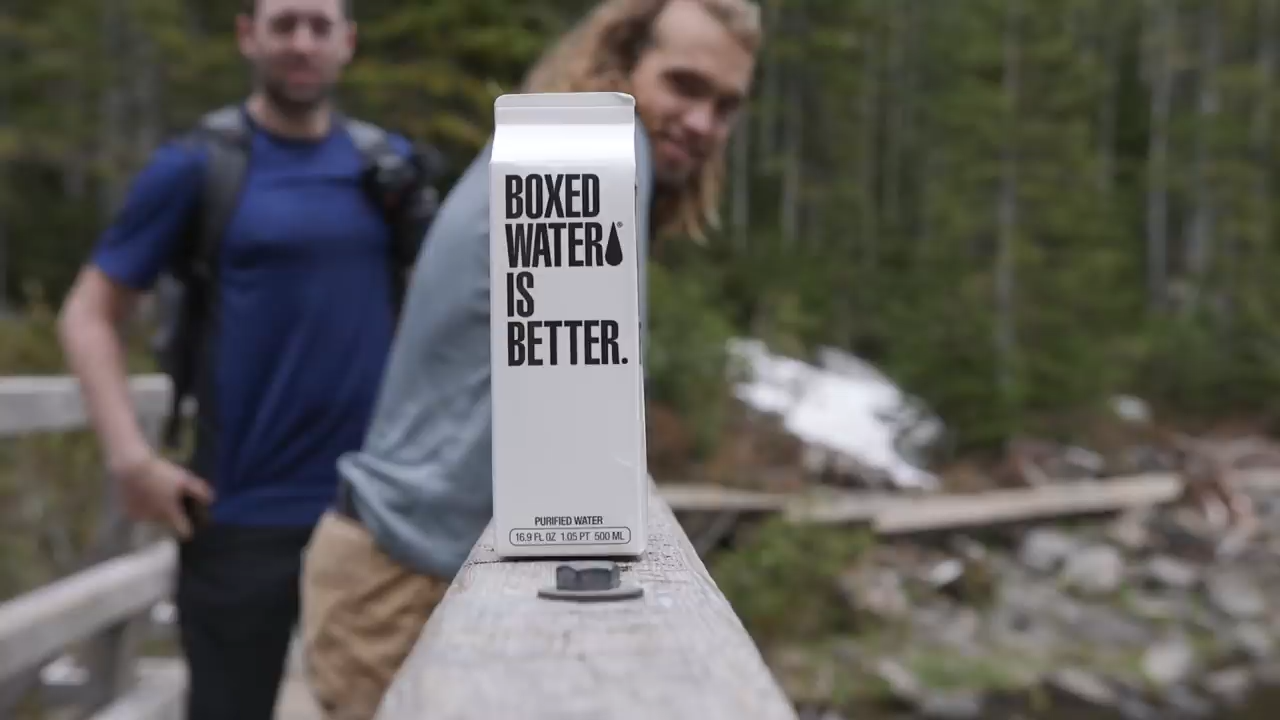 BOXED
WATER®
IS
BETTER.
PURIFIED WATER
16.9 FL OZ 1.05 PT 500 ML